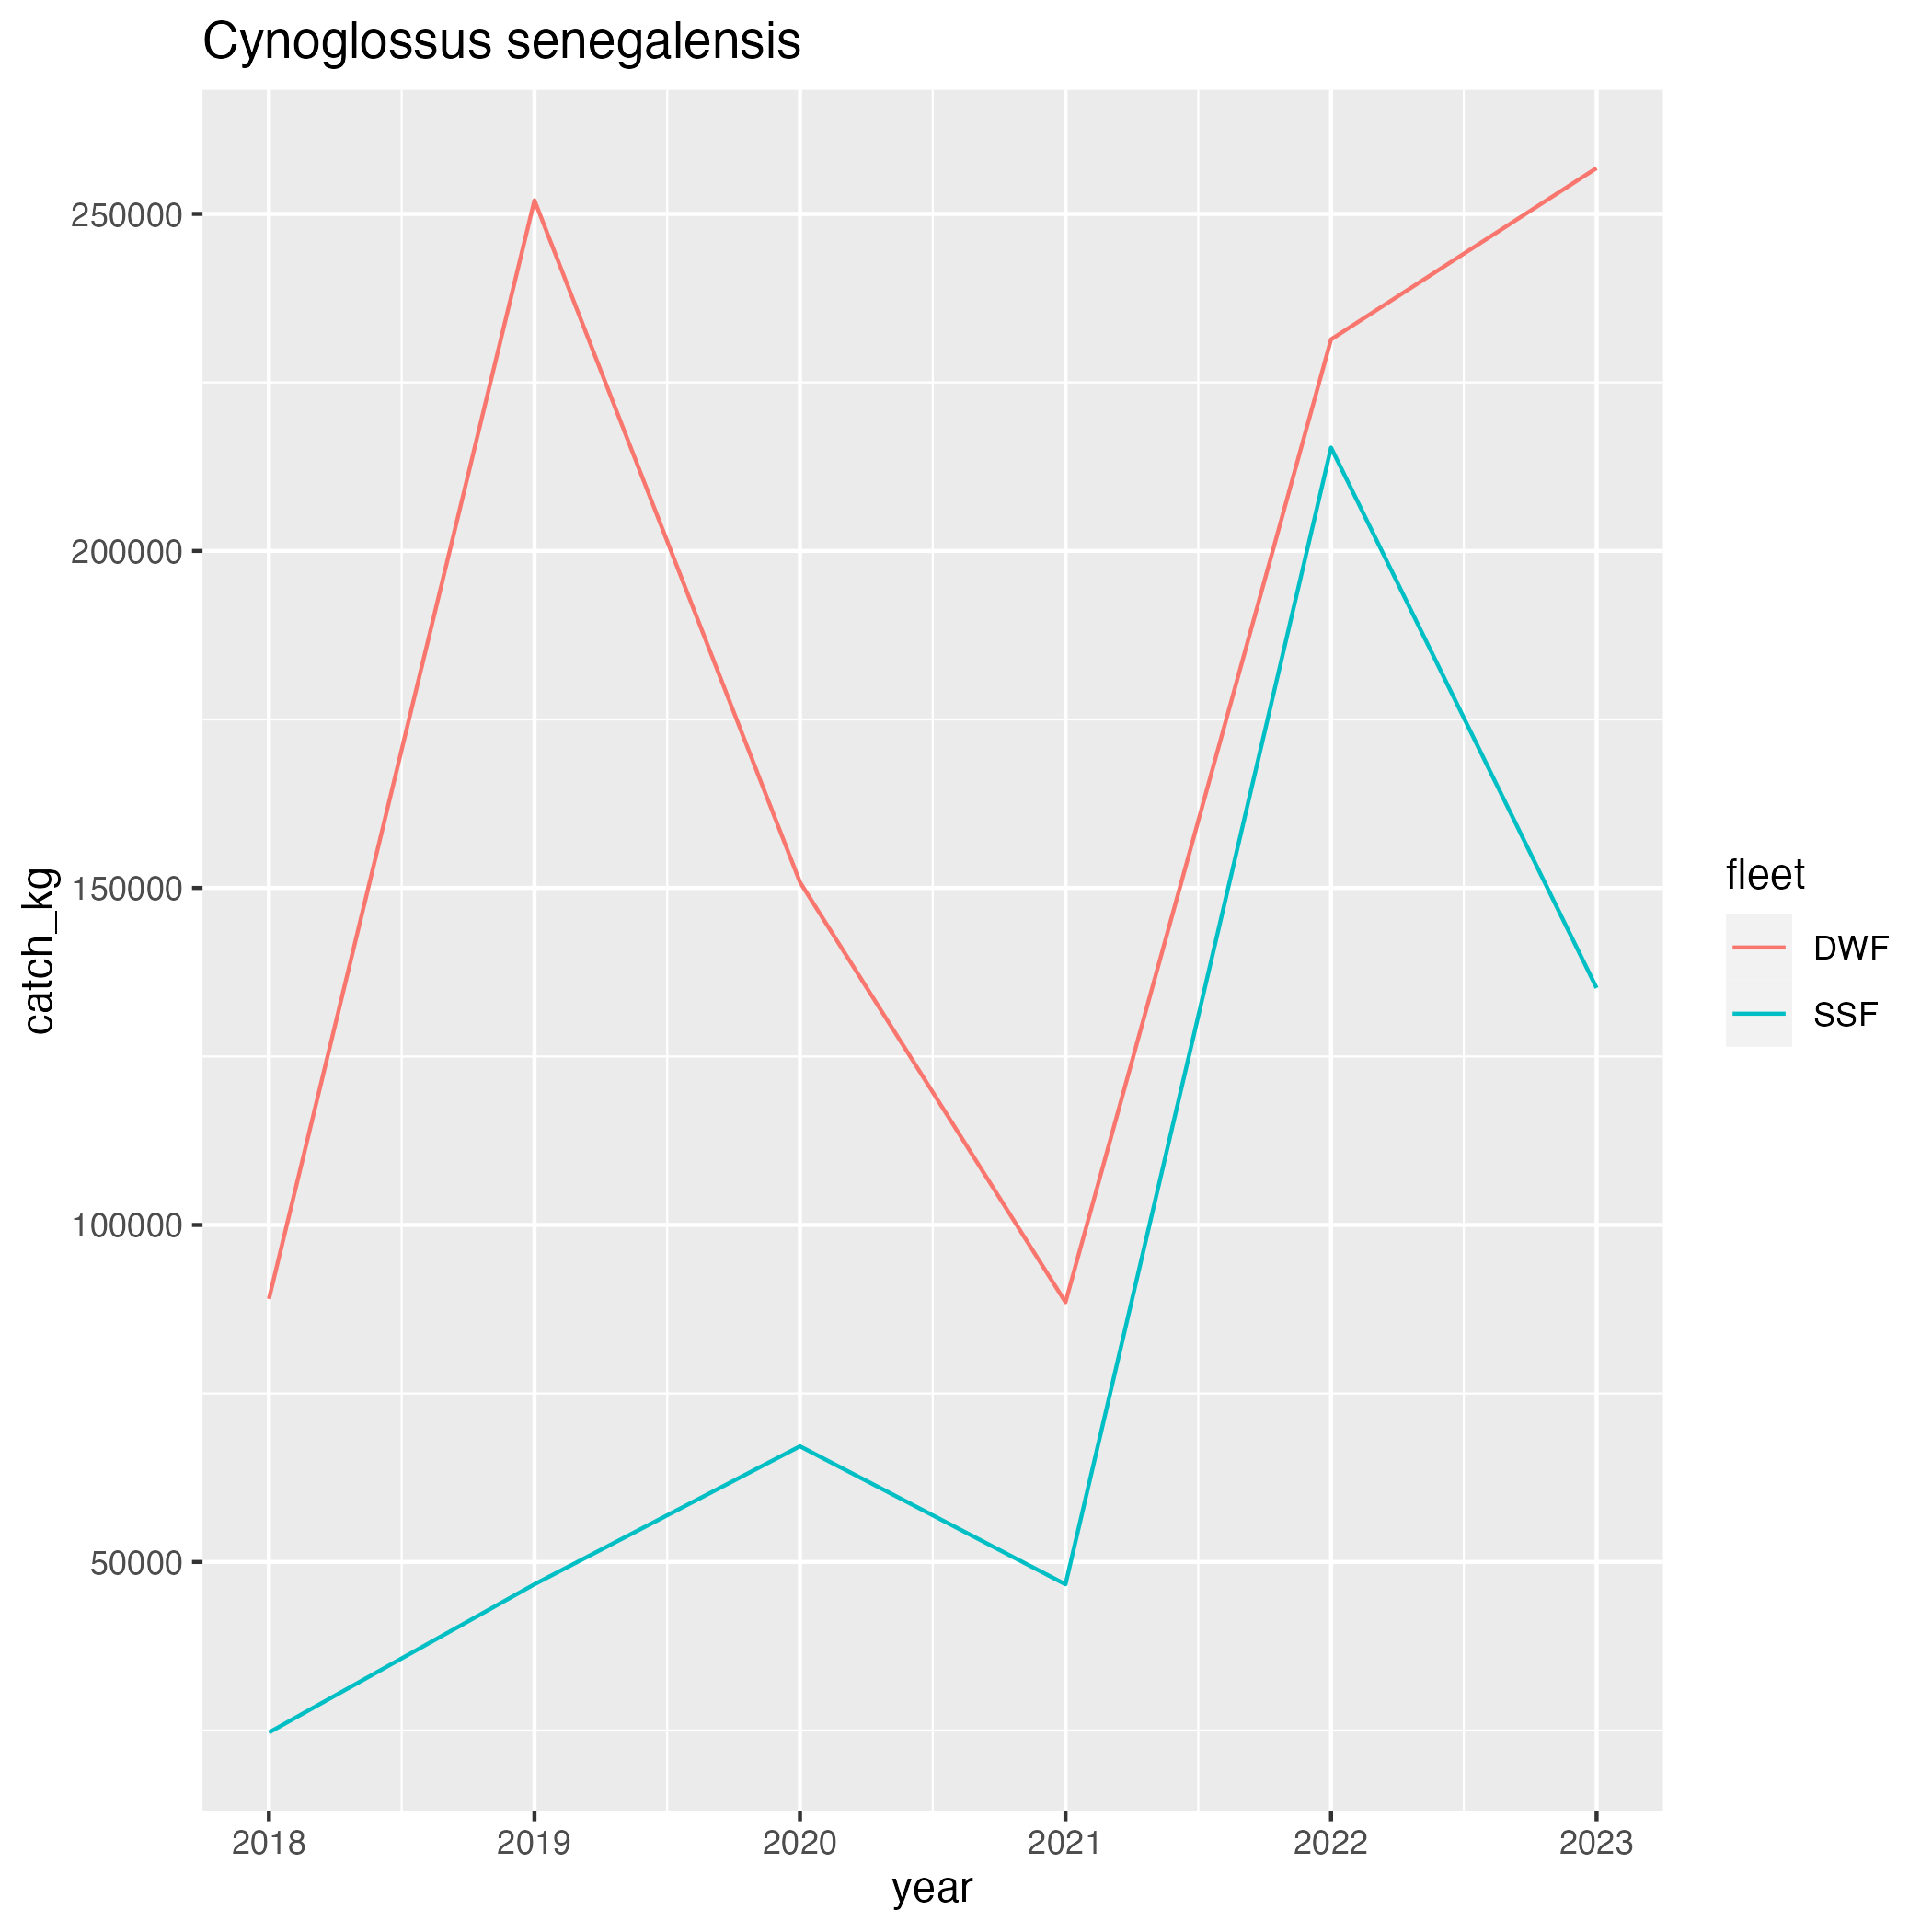 Cynoglossus senegalensis
250000
200000
150000
100000
50000
catch_kg
2018 2019 2020 2021 2022 2023
year
fleet
DWF
SSF